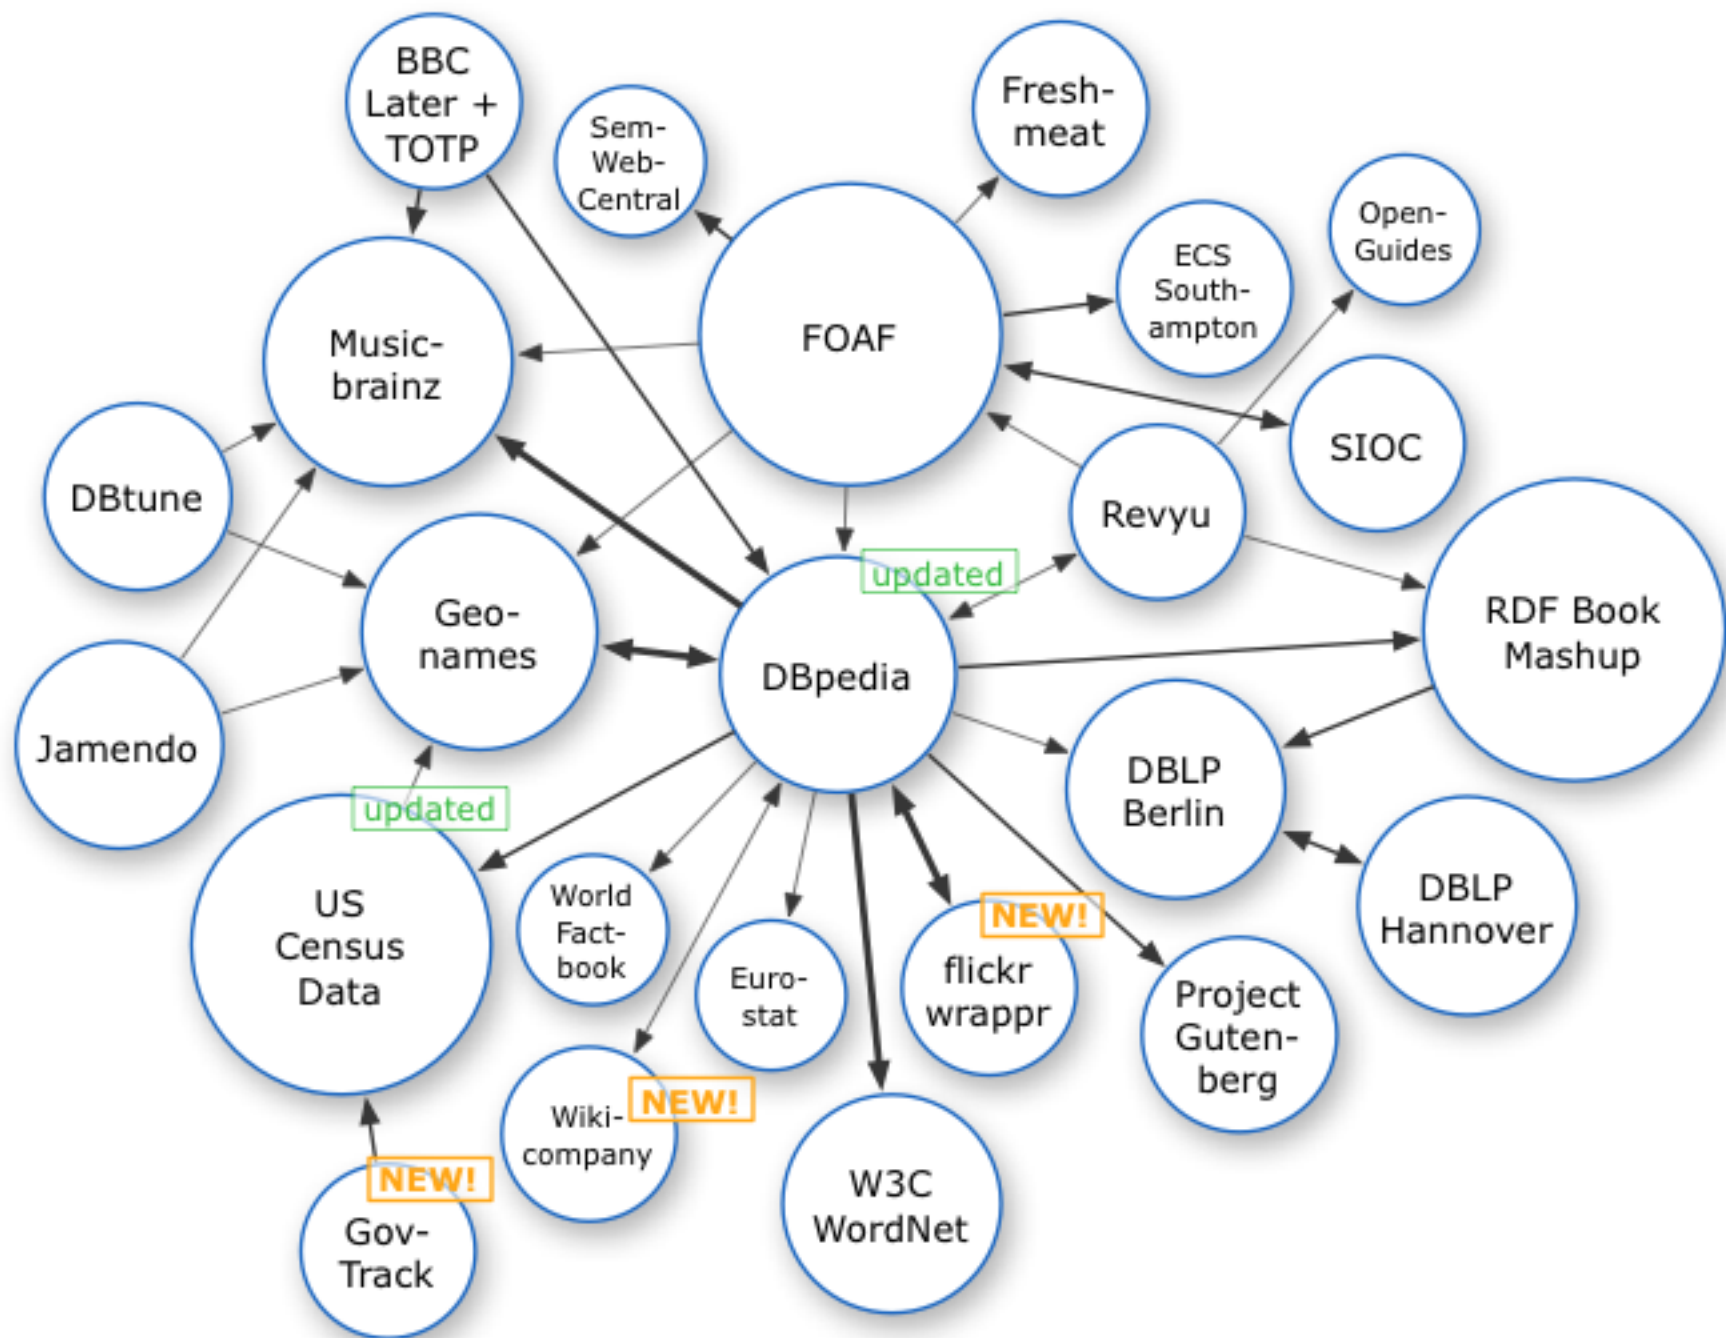 BBC
Later +
TOTP
Sem-
Web-
Central
Fresh-
meat
Open-
Guides
ECS
South-
ampton
FOAF
Music-
brainz
SIOC
DBtune
Revyu
updated
Geo-
names
DBpedia
RDF Book
Mashup
Jamendo
updated
DBLP
Berlin
US
Census
Data
World
Fact-
book
Euro-
stat
NEW!
flickr
wrappr
DBLP
Hannover
Project
Guten-
berg
NEW!
Wiki-
company
W3C
WordNet
NEW!
Gov-
Track